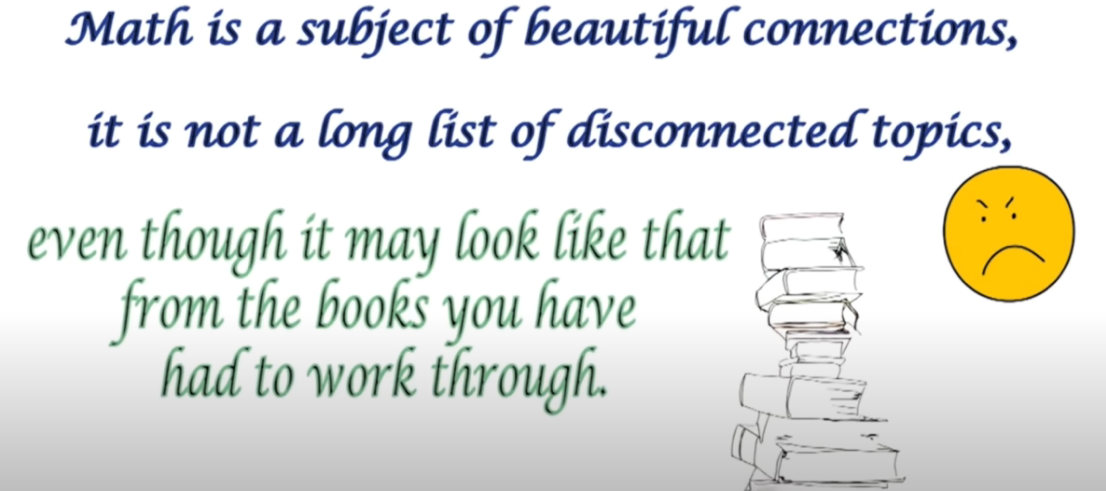 Math is a subject of beautiful connections,
it is not a long list of disconnected topics,
even though it may look like that
from the books you have
had to work through.